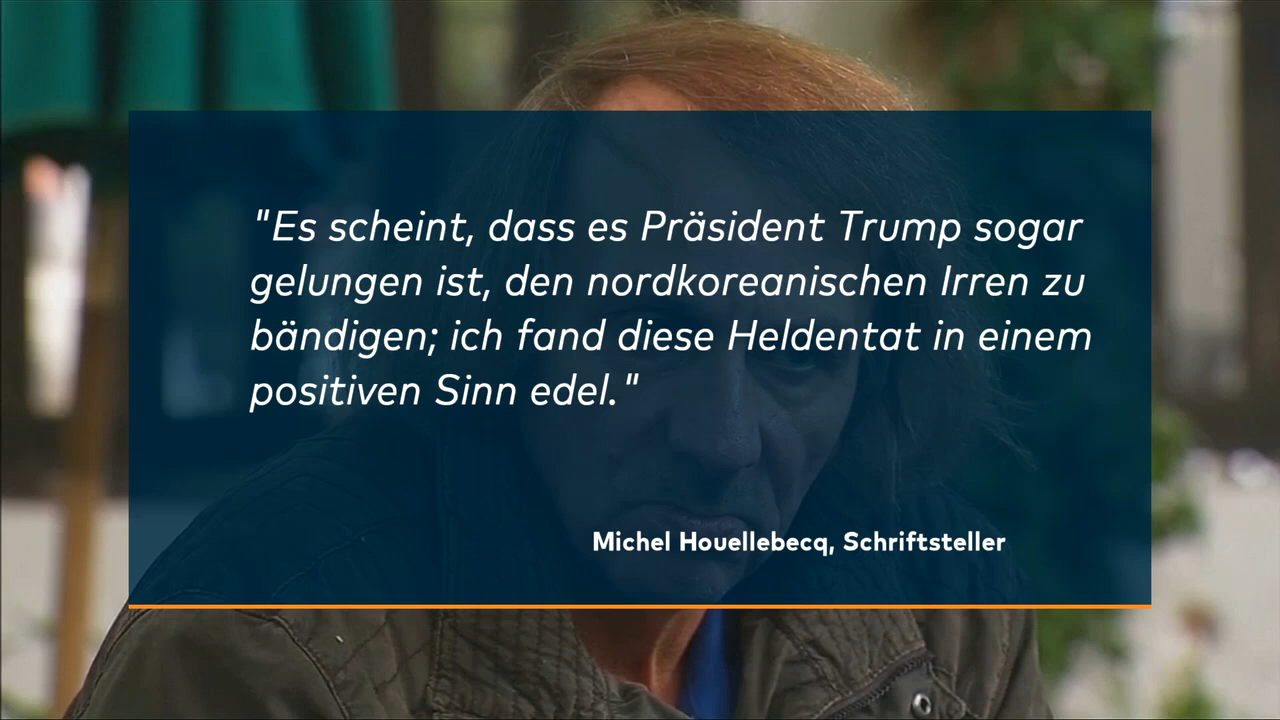 "Es scheint, dass es Präsident Trump sogar
gelungen ist, den nordkoreanischen Irren zu
bändigen; ich fand diese Heldentat in einem
positiven Sinn edel."
Michel Houellebecq, Schriftsteller